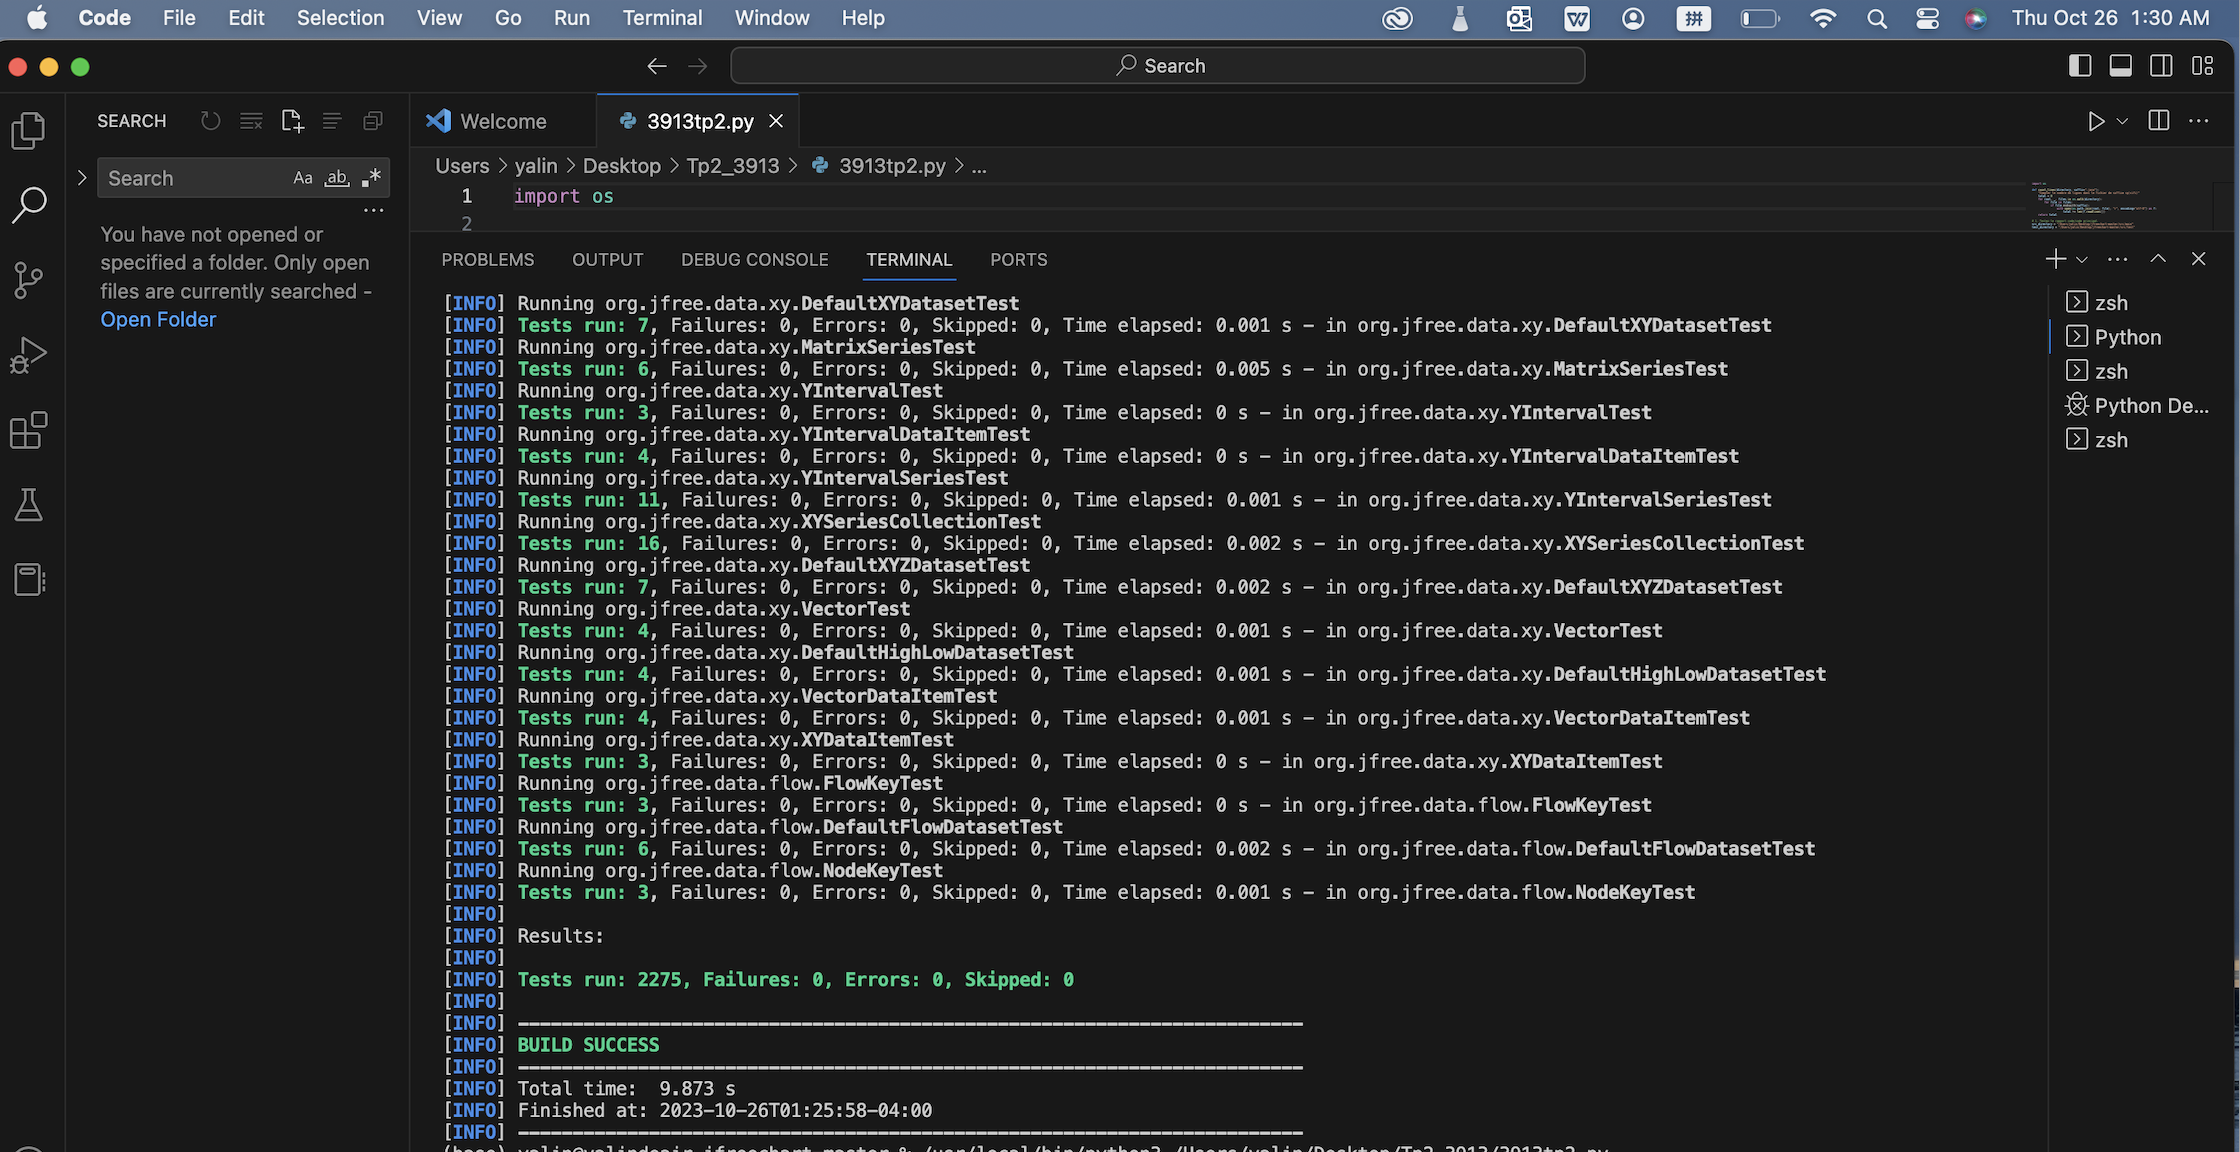 Code File Edit Selection View Go Run Terminal Window Help Thu Oct 26 1:30 AM
Search
SEARCH
Welcome 3913tp2.py
Search Aa ab
Users > yalin > Desktop > Tp2_3913 > 3913tp2.py > ...
1 import os
2
You have not opened or
specified a folder. Only open
files are currently searched -
Open Folder
PROBLEMS OUTPUT DEBUG CONSOLE TERMINAL PORTS
[INFO] Running org.jfree.data.xy.DefaultXYDatasetTest
[INFO] Tests run: 7, Failures: 0, Errors: 0, Skipped: 0, Time elapsed: 0.001 s - in org.jfree.data.xy.DefaultXYDatasetTest
[INFO] Running org.jfree.data.xy.MatrixSeriesTest
[INFO] Tests run: 6, Failures: 0, Errors: 0, Skipped: 0, Time elapsed: 0.005 s - in org.jfree.data.xy.MatrixSeriesTest
[INFO] Running org.jfree.data.xy.YIntervalTest
[INFO] Tests run: 3, Failures: 0, Errors: 0, Skipped: 0, Time elapsed: 0 s - in org.jfree.data.xy.YIntervalTest
[INFO] Running org.jfree.data.xy.YIntervalDataItemTest
[INFO] Tests run: 4, Failures: 0, Errors: 0, Skipped: 0, Time elapsed: 0 s - in org.jfree.data.xy.YIntervalDataItemTest
[INFO] Running org.jfree.data.xy.YIntervalSeriesTest
[INFO] Tests run: 11, Failures: 0, Errors: 0, Skipped: 0, Time elapsed: 0.001 s - in org.jfree.data.xy.YIntervalSeriesTest
[INFO] Running org.jfree.data.xy.XYSeriesCollectionTest
[INFO] Tests run: 16, Failures: 0, Errors: 0, Skipped: 0, Time elapsed: 0.002 s - in org.jfree.data.xy.XYSeriesCollectionTest
[INFO] Running org.jfree.data.xy.DefaultXYZDatasetTest
[INFO] Tests run: 7, Failures: 0, Errors: 0, Skipped: 0, Time elapsed: 0.002 s - in org.jfree.data.xy.DefaultXYZDatasetTest
[INFO] Running org.jfree.data.xy.VectorTest
[INFO] Tests run: 4, Failures: 0, Errors: 0, Skipped: 0, Time elapsed: 0.001 s - in org.jfree.data.xy.VectorTest
[INFO] Running org.jfree.data.xy.DefaultHighLowDatasetTest
[INFO] Tests run: 4, Failures: 0, Errors: 0, Skipped: 0, Time elapsed: 0.001 s - in org.jfree.data.xy.DefaultHighLowDatasetTest
[INFO] Running org.jfree.data.xy.VectorDataItemTest
[INFO] Tests run: 4, Failures: 0, Errors: 0, Skipped: 0, Time elapsed: 0.001 s - in org.jfree.data.xy.VectorDataItemTest
[INFO] Running org.jfree.data.xy.XYDataItemTest
[INFO] Tests run: 3, Failures: 0, Errors: 0, Skipped: 0, Time elapsed: 0 s - in org.jfree.data.xy.XYDataItemTest
[INFO] Running org.jfree.data.flow.FlowKeyTest
[INFO] Tests run: 3, Failures: 0, Errors: 0, Skipped: 0, Time elapsed: 0 s - in org.jfree.data.flow.FlowKeyTest
[INFO] Running org.jfree.data.flow.DefaultFlowDatasetTest
[INFO] Tests run: 6, Failures: 0, Errors: 0, Skipped: 0, Time elapsed: 0.002 s - in org.jfree.data.flow.DefaultFlowDatasetTest
[INFO] Running org.jfree.data.flow.NodeKeyTest
[INFO] Tests run: 3, Failures: 0, Errors: 0, Skipped: 0, Time elapsed: 0.001 s - in org.jfree.data.flow.NodeKeyTest
[INFO]
[INFO] Results:
[INFO]
[INFO] Tests run: 2275, Failures: 0, Errors: 0, Skipped: 0
[INFO]
[INFO] ------------------------------------------------------------------------
[INFO] BUILD SUCCESS
[INFO] ------------------------------------------------------------------------
[INFO] Total time:  9.873 s
[INFO] Finished at: 2023-10-26T01:25:58-04:00
[INFO] ------------------------------------------------------------------------
(base) yalin@yalindeair jfreechart-master % /usr/local/bin/python3 /Users/yalin/Desktop/Tp2_3913/3913tp2.py
zsh
Python
zsh
Python De...
zsh
拼